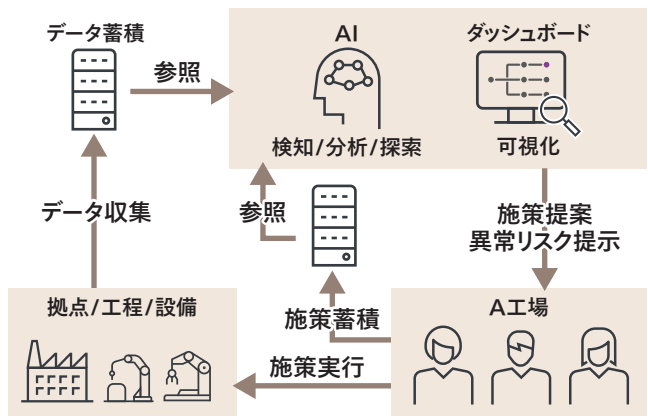 データ蓄積
AI
ダッシュボード
参照
検知/分析/探索
可視化
データ収集
参照
施策提案
異常リスク提示
拠点/工程/設備
施策蓄積
A工場
施策実行